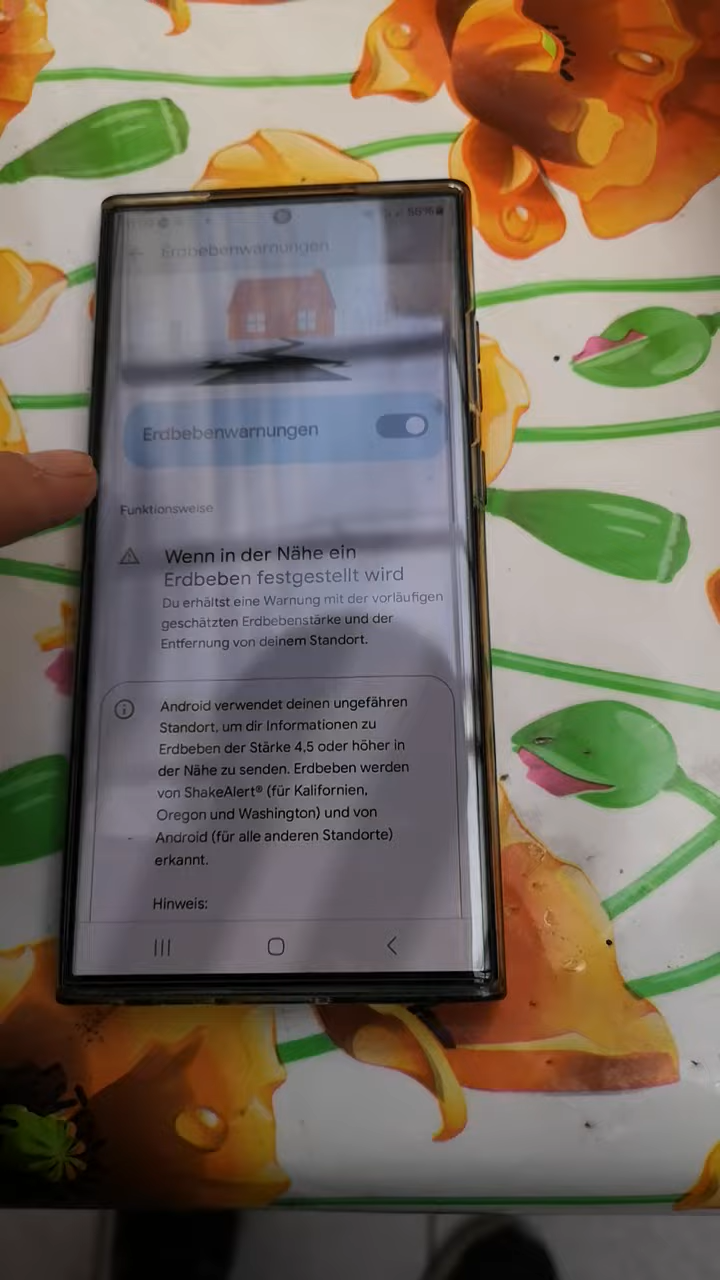 56%
Erdbebenwarnungen
Erdbebenwarnungen
Funktionsweise
Wenn in der Nähe ein
Erdbeben festgestellt wird
Du erhältst eine Warnung mit der vorläufigen
geschätzten Erdbebenstärke und der
Entfernung von deinem Standort.
Android verwendet deinen ungefähren
Standort, um dir Informationen zu
Erdbeben der Stärke 4,5 oder höher in
der Nähe zu senden. Erdbeben werden
von ShakeAlert® (für Kalifornien,
Oregon und Washington) und von
Android (für alle anderen Standorte)
erkannt.
Hinweis: